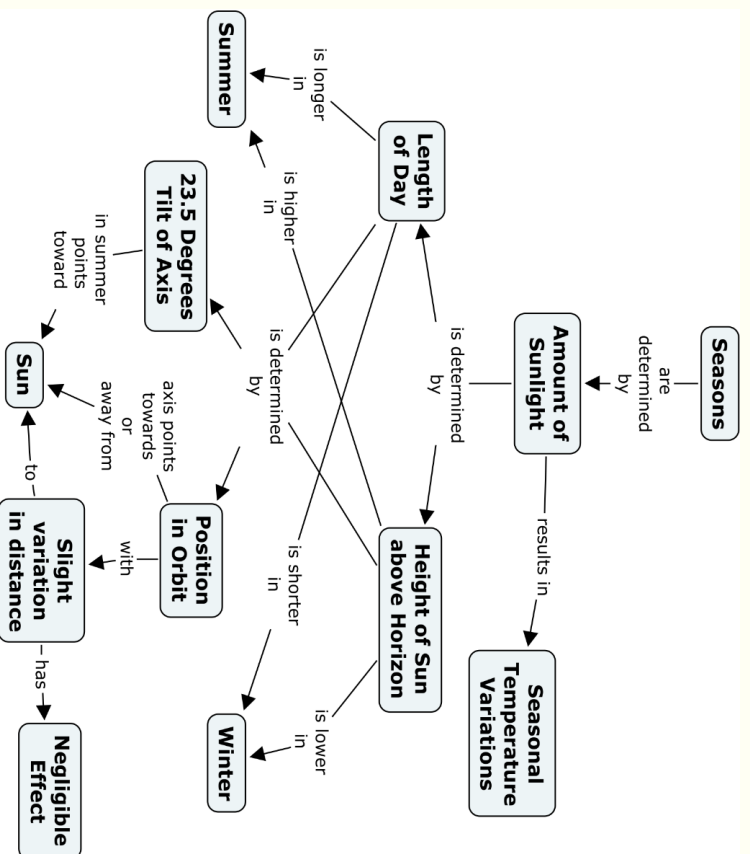 Seasons
are
determined
by
Amount of
Sunlight
results in
Seasonal
Temperature
Variations
is determined
by
Length
of Day
Height of Sun
above Horizon
is longer
in
is higher
in
is determined
by
is shorter
in
is lower
in
Summer
Winter
23.5 Degrees
Tilt of Axis
Position
in Orbit
in summer
points
toward
axis points
towards
or
away from
with
Sun
to
Slight
variation
in distance
has
Negligible
Effect